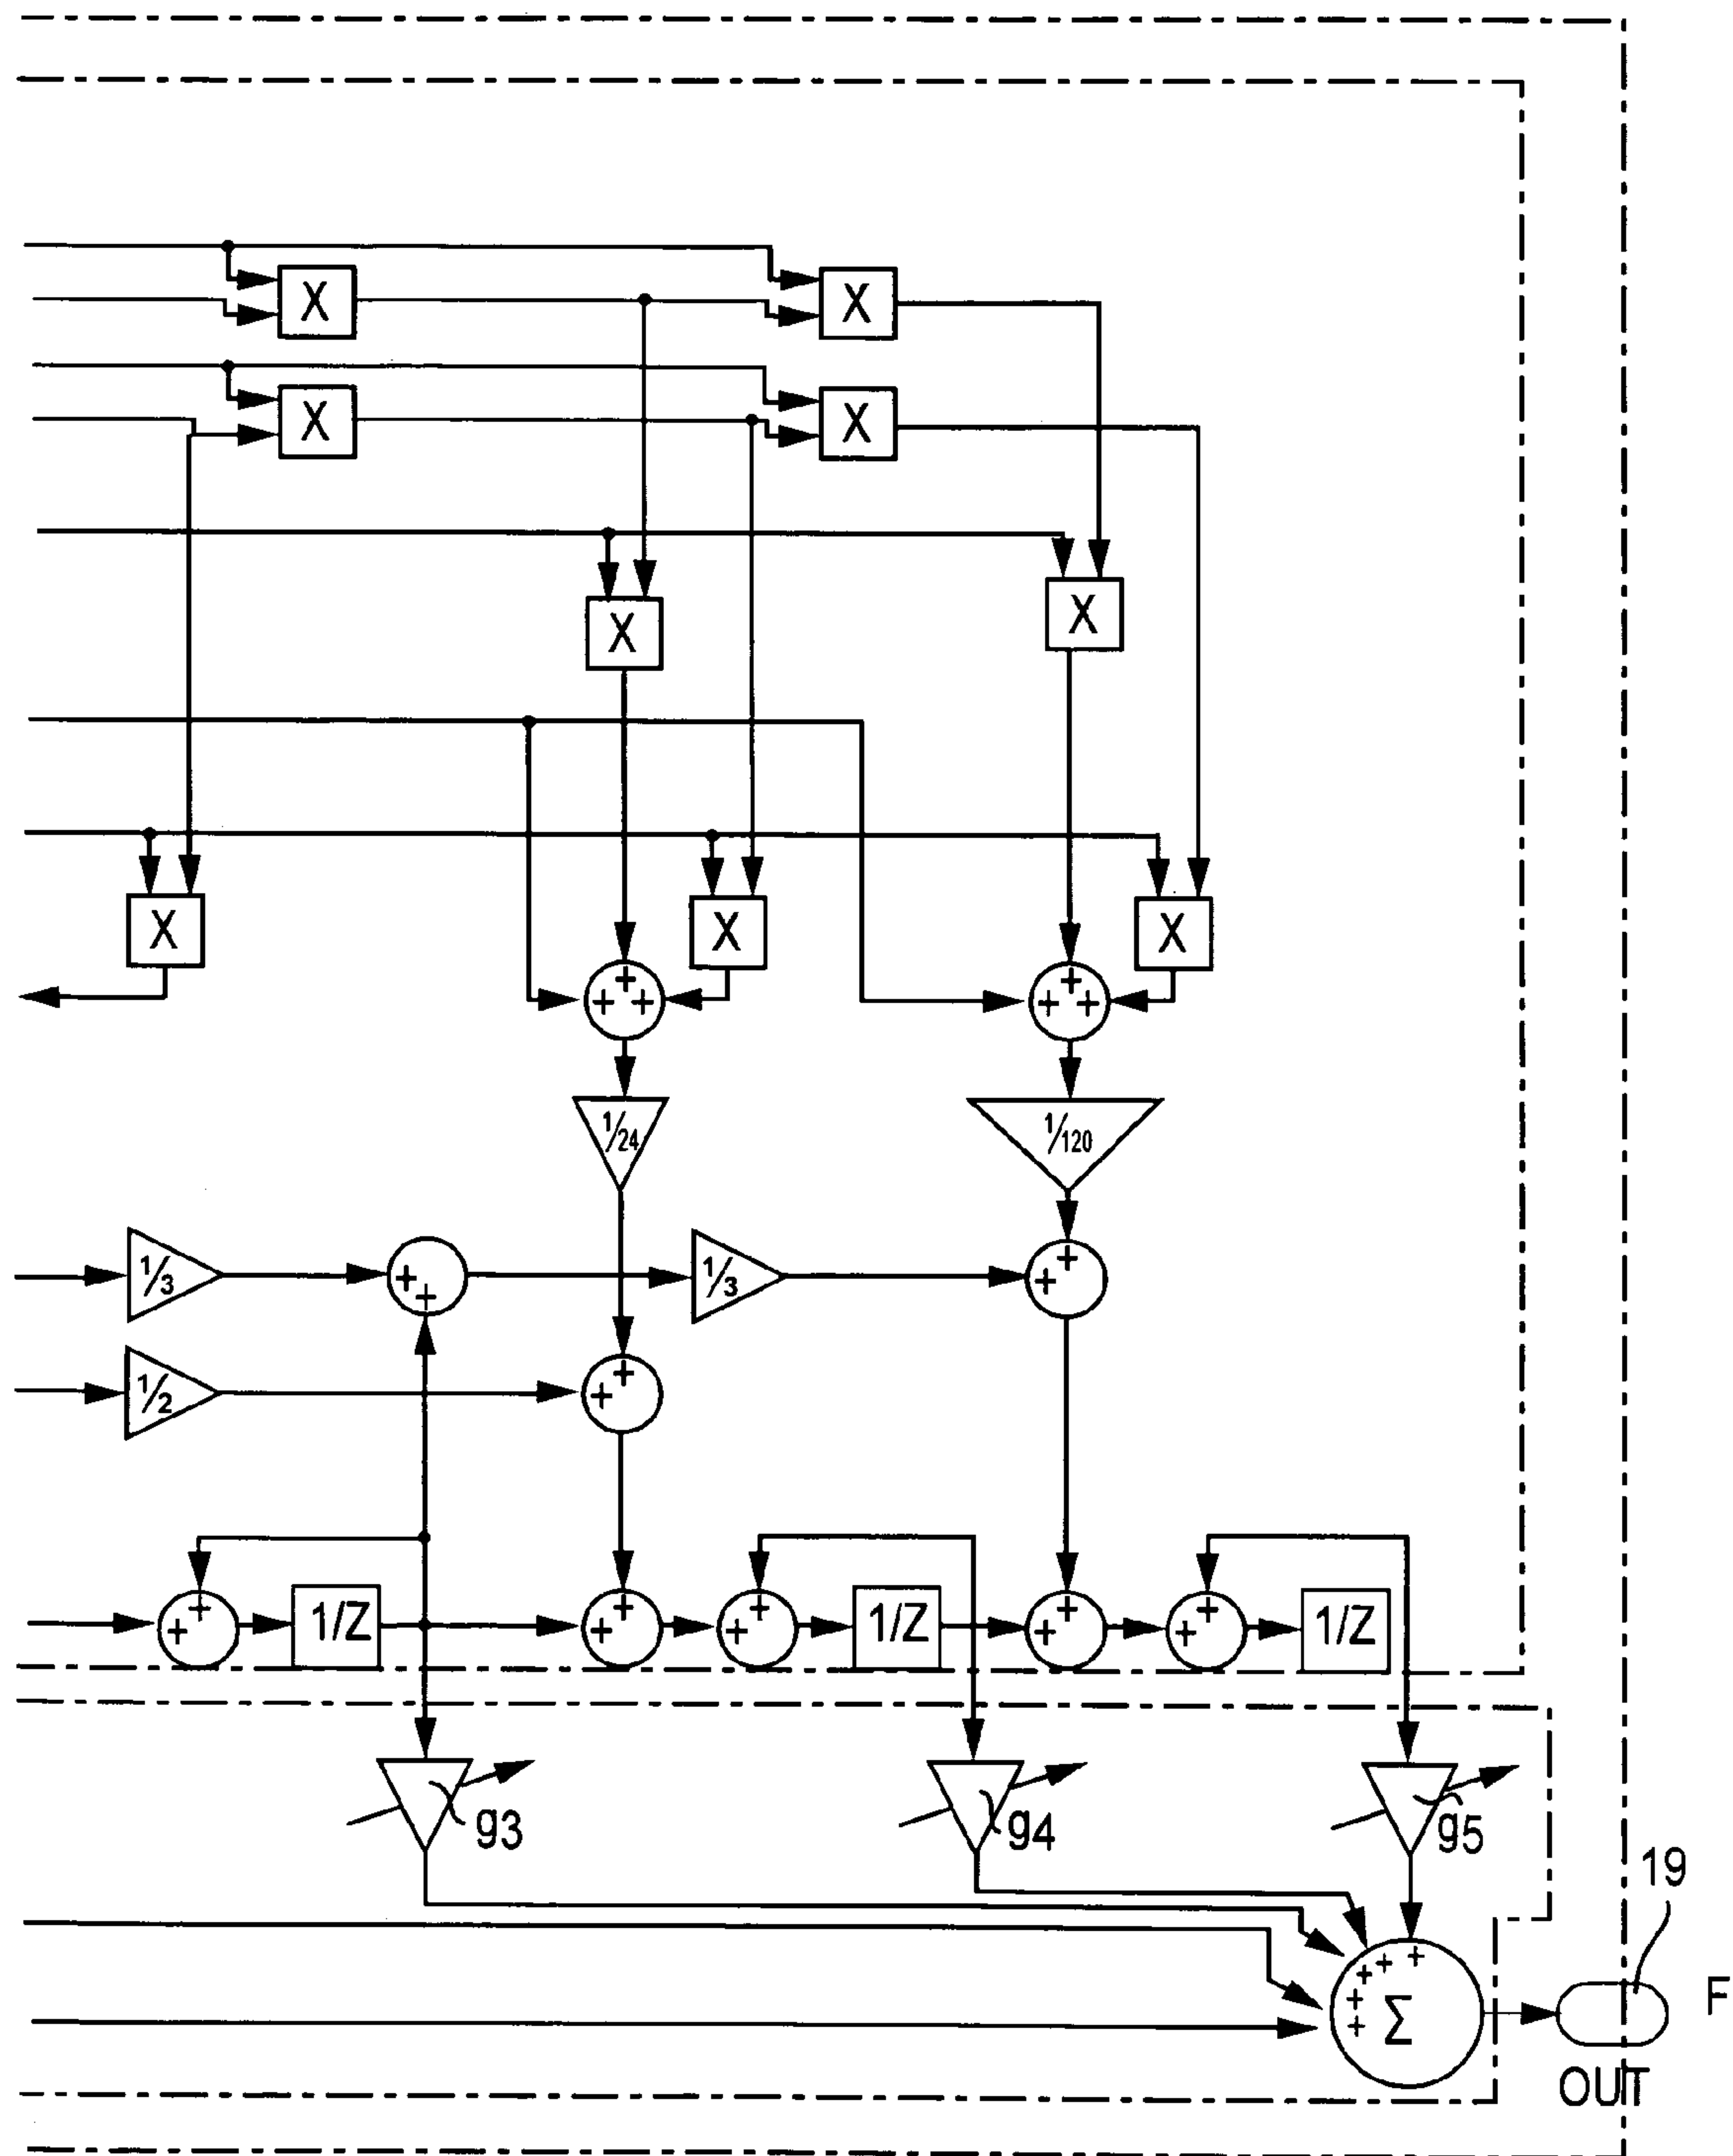 X X
X X
X X
X X X
+ + + + + +
1/24 1/120
1/3 + + 1/3 + +
1/2 + +
+ + 1/Z + + + + 1/Z + + + + 1/Z
g3 g4 g5
19
+ + + + + Σ F
OUT